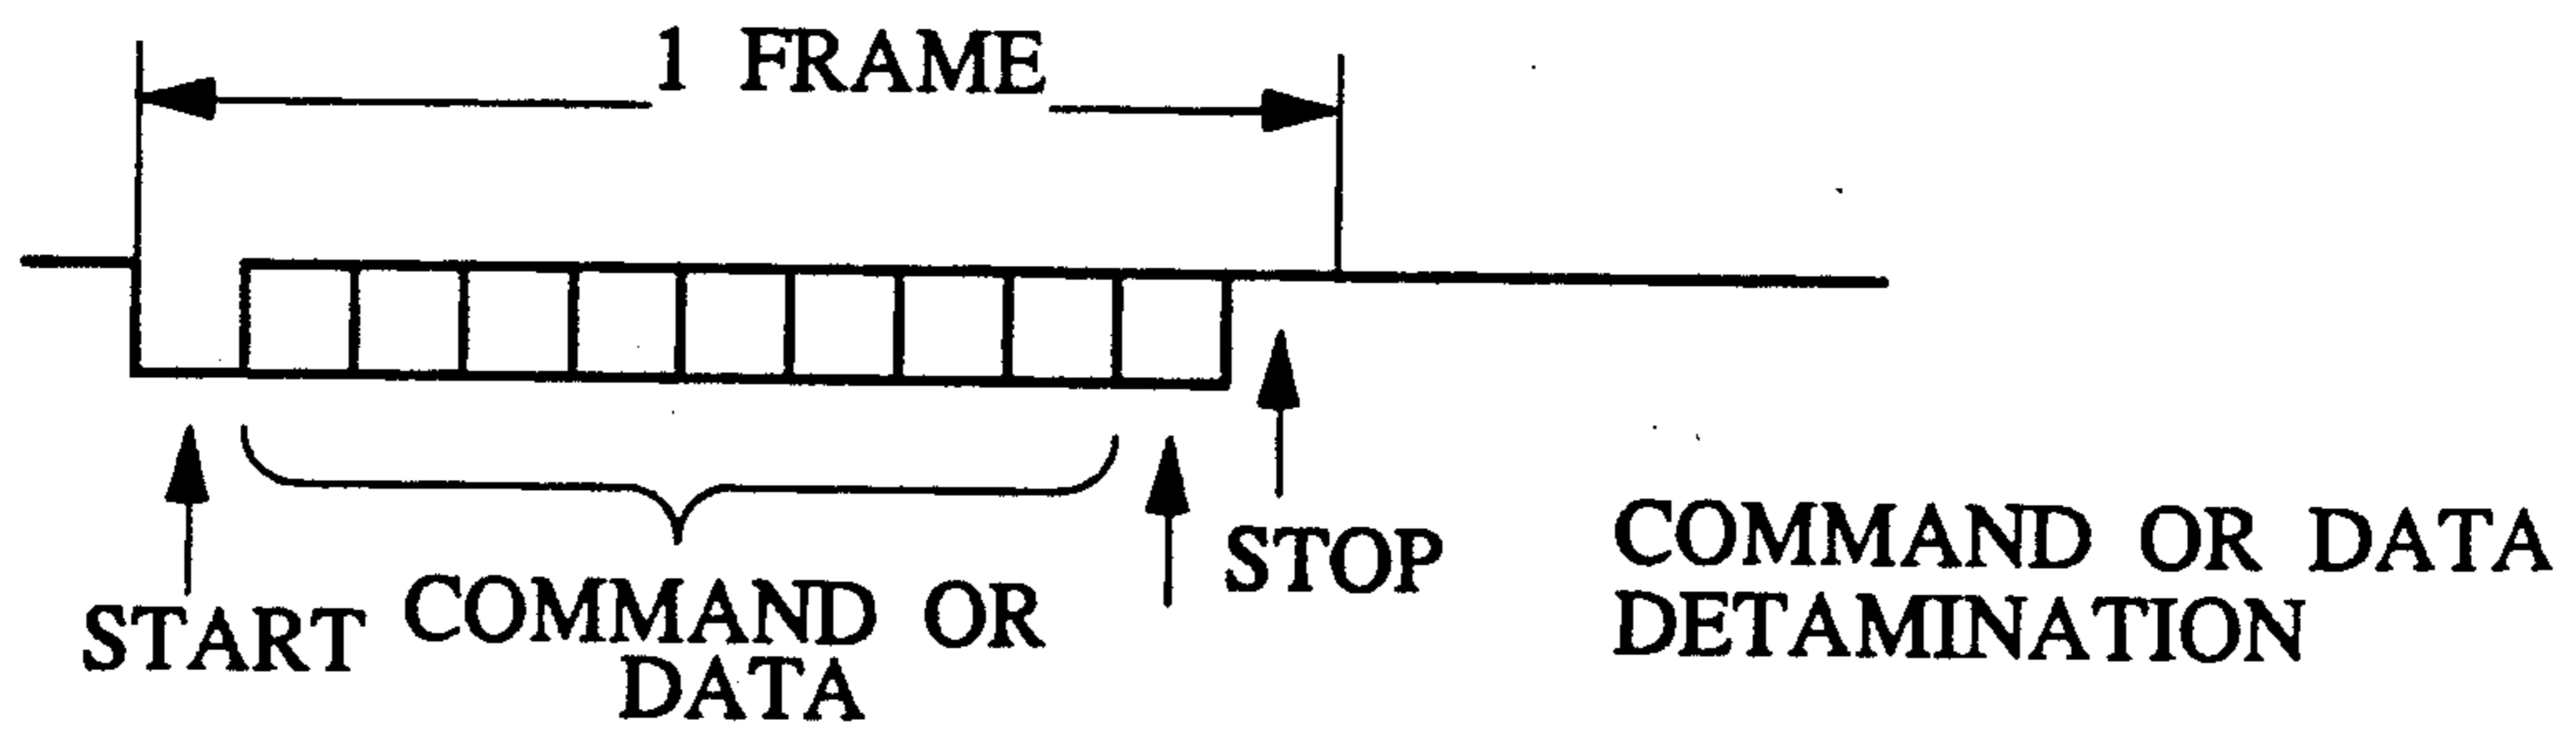 1 FRAME
START
COMMAND OR
DATA
STOP
COMMAND OR DATA
DETAMINATION